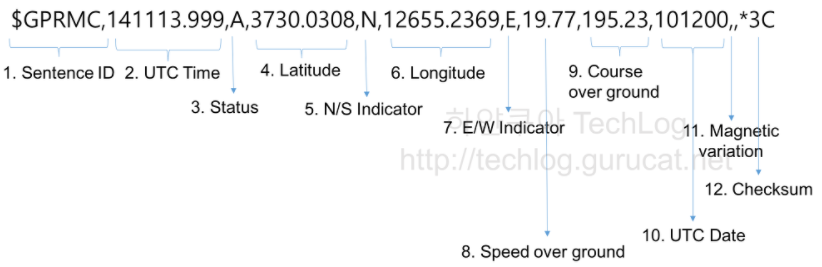 $GPRMC,141113.999,A,3730.0308,N,12655.2369,E,19.77,195.23,101200,,*3C
1. Sentence ID
2. UTC Time
3. Status
4. Latitude
5. N/S Indicator
6. Longitude
7. E/W Indicator
8. Speed over ground
9. Course
over ground
10. UTC Date
11. Magnetic
variation
12. Checksum
하얀쿠아 TechLog
http://techlog.gurucat.net